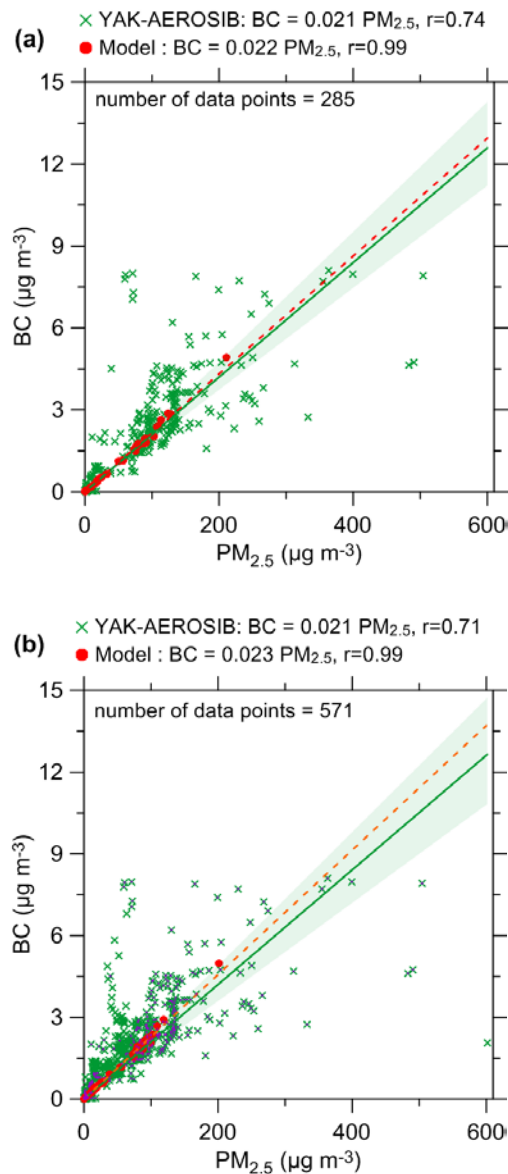 × YAK-AEROSIB: BC = 0.021 PM2.5, r=0.74
(a)
● Model : BC = 0.022 PM2.5, r=0.99
15
number of data points = 285
12
9
6
3
0
BC (µg m-3)
0 200 400 600
PM2.5 (µg m-3)
× YAK-AEROSIB: BC = 0.021 PM2.5, r=0.71
(b)
● Model : BC = 0.023 PM2.5, r=0.99
15
number of data points = 571
12
9
6
3
0
BC (µg m-3)
0 200 400 600
PM2.5 (µg m-3)